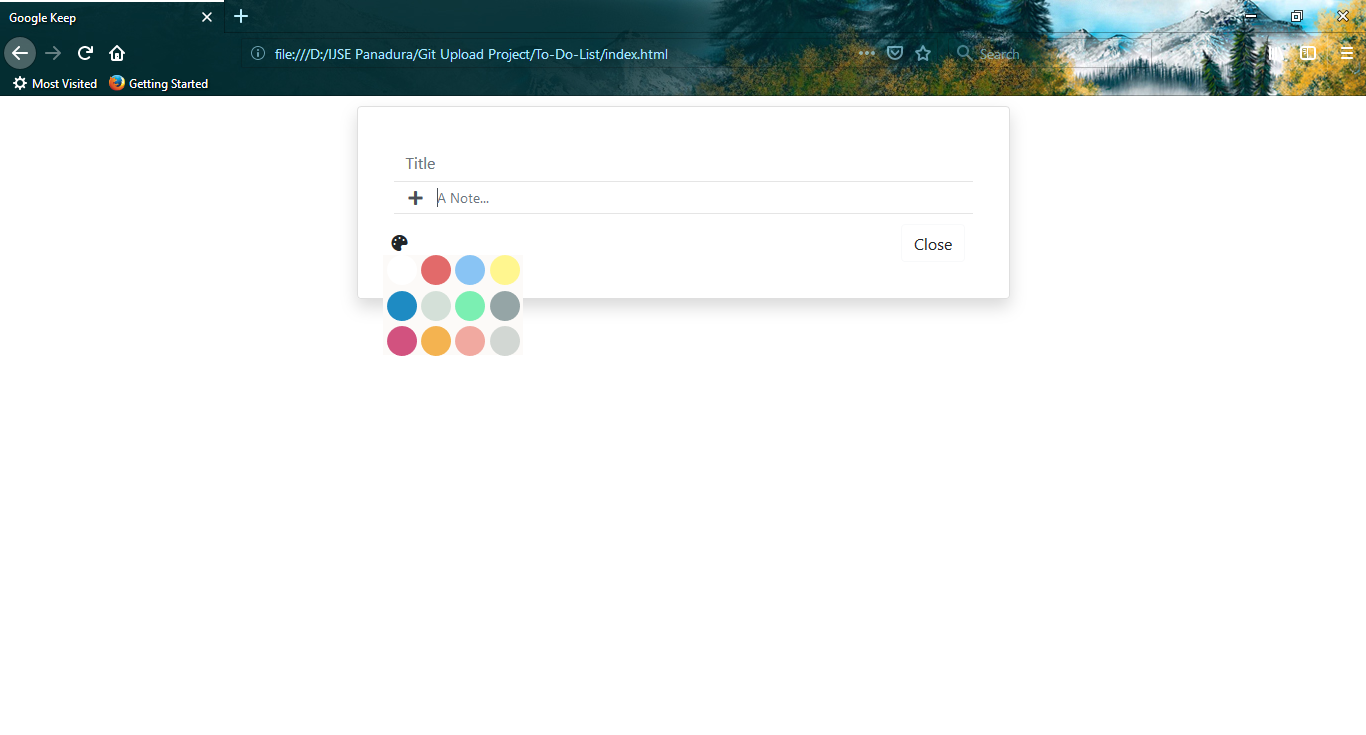 Google Keep
file:///D:/IJSE Panadura/Git Upload Project/To-Do-List/index.html
Search
Most Visited
Getting Started
Title
A Note...
Close